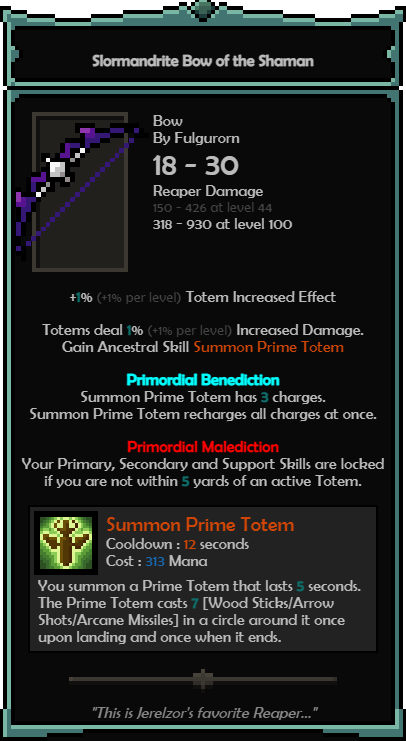 Slormandrite Bow of the Shaman
Bow
By Fulgurorn
18 - 30
Reaper Damage
150 - 426 at level 44
318 - 930 at level 100
+1% (+1% per level) Totem Increased Effect
Totems deal 1% (+1% per level) Increased Damage.
Gain Ancestral Skill Summon Prime Totem
Primordial Benediction
Summon Prime Totem has 3 charges.
Summon Prime Totem recharges all charges at once.
Primordial Malediction
Your Primary, Secondary and Support Skills are locked
if you are not within 5 yards of an active Totem.
Summon Prime Totem
Cooldown : 12 seconds
Cost : 313 Mana
You summon a Prime Totem that lasts 5 seconds.
The Prime Totem casts 7 [Wood Sticks/Arrow
Shots/Arcane Missiles] in a circle around it once
upon landing and once when it ends.
"This is Jerelzor's favorite Reaper..."